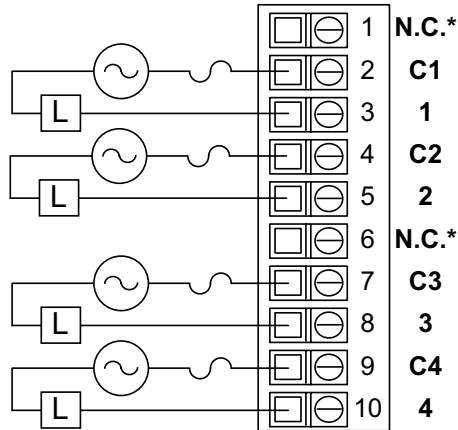 1 N.C.*
2 C1
L 3 1
4 C2
L 5 2
6 N.C.*
7 C3
L 8 3
9 C4
L 10 4